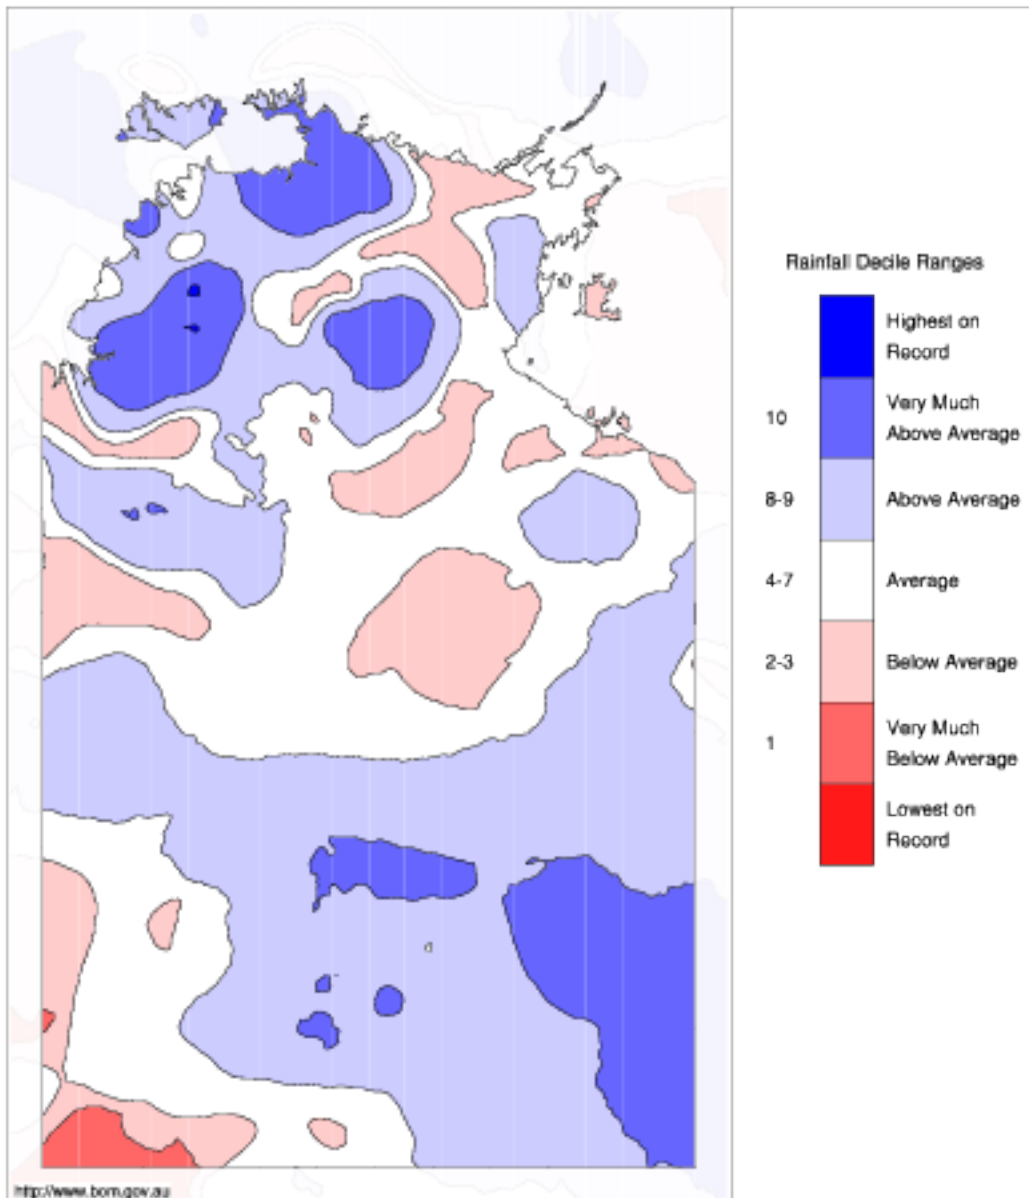 Rainfall Decile Ranges
Highest on
Record
10
Very Much
Above Average
8-9
Above Average
4-7
Average
2-3
Below Average
1
Very Much
Below Average
Lowest on
Record
http://www.bom.gov.au